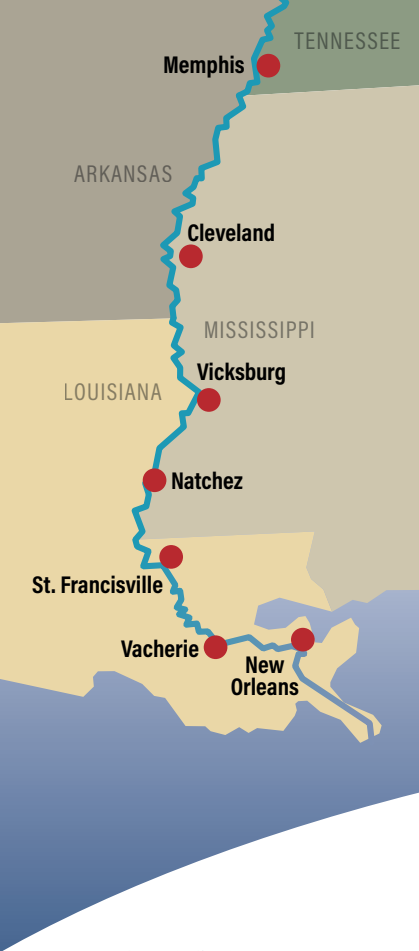 TENNESSEE
Memphis
ARKANSAS
Cleveland
MISSISSIPPI
Vicksburg
LOUISIANA
Natchez
St. Francisville
Vacherie
New
Orleans